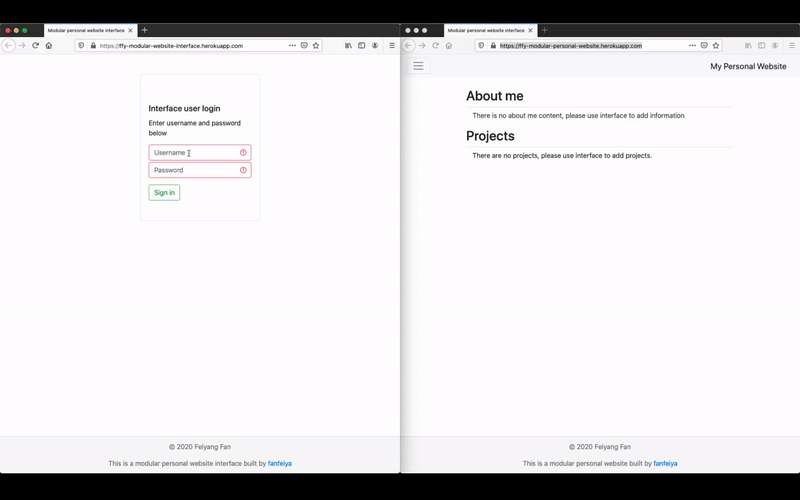 Modular personal website interface
https://ffy-modular-website-interface.herokuapp.com
Interface user login
Enter username and password
below
Username
Password
Sign in
© 2020 Feiyang Fan
This is a modular personal website interface built by fanfeiya
Modular personal website interface
https://ffy-modular-personal-website.herokuapp.com
My Personal Website
About me
There is no about me content, please use interface to add information
Projects
There are no projects, please use interface to add projects.
© 2020 Feiyang Fan
This is a modular personal website built by fanfeiya